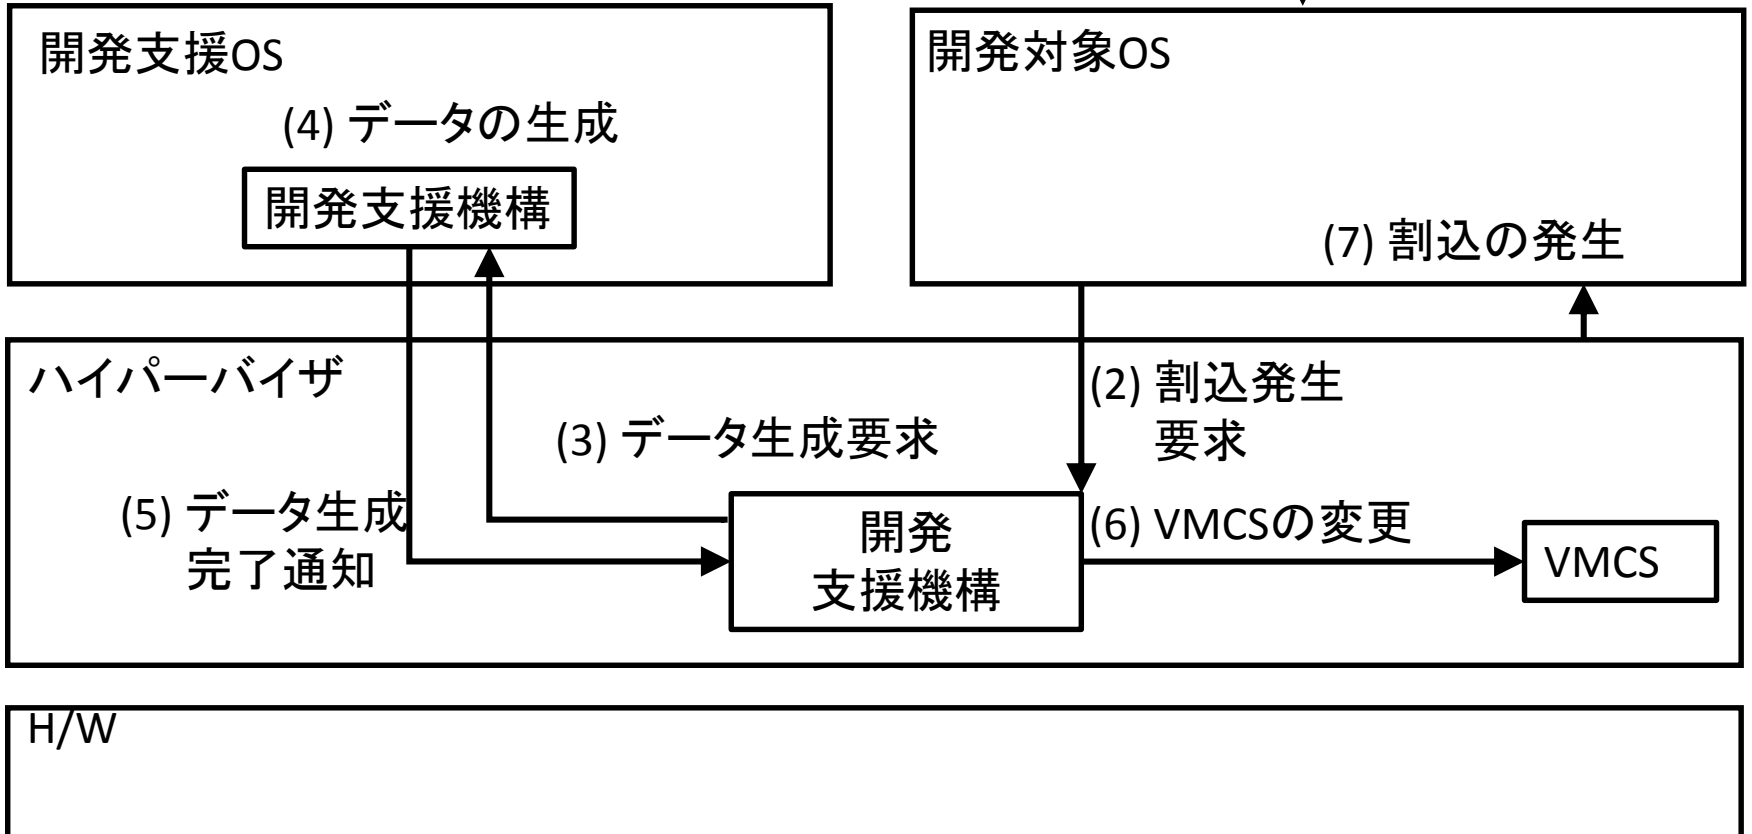 開発支援OS
(4) データの生成
開発支援機構
開発対象OS
(7) 割込の発生
ハイパーバイザ
(2) 割込発生
要求
(3) データ生成要求
(5) データ生成
完了通知
開発
支援機構
(6) VMCSの変更
VMCS
H/W